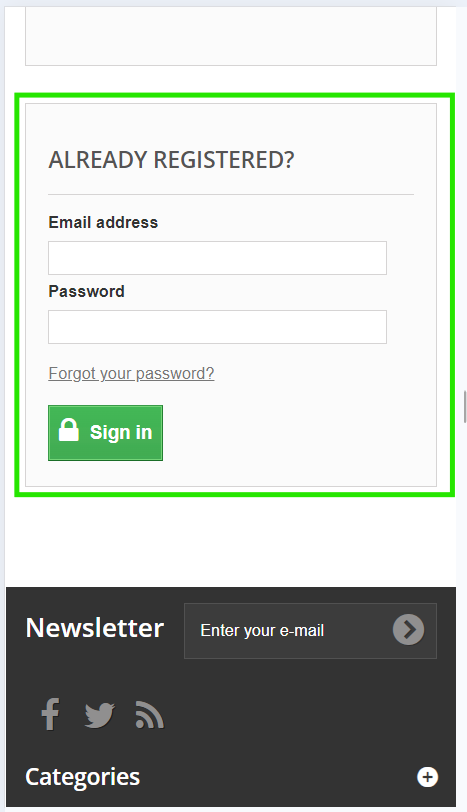 ALREADY REGISTERED?
Email address
Password
Forgot your password?
Sign in
Newsletter
Enter your e-mail
Categories